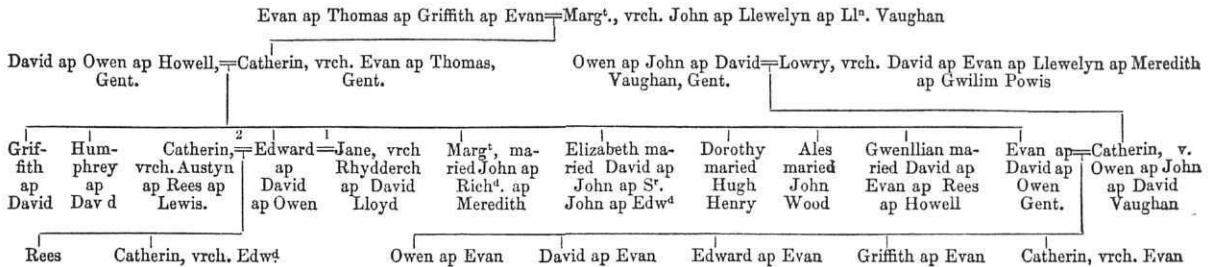 Evan ap Thomas ap Griffith ap Evan=Margᵗ., vrch. John ap Llewelyn ap Llⁿ. Vaughan
David ap Owen ap Howell,=Catherin, vrch. Evan ap Thomas,
Gent. Gent.
Owen ap John ap David=Lowry, vrch. David ap Evan ap Llewelyn ap Meredith
Vaughan, Gent. ap Gwilim Powis
2 1
Grif-
fith
ap
David
Hum-
phrey
ap
Dav d
Catherin,=
vrch. Austyn
ap Rees ap
Lewis.
Edward=
ap
David
ap Owen
Jane, vrch
Rhydderch
ap David
Lloyd
Margᵗ, ma-
ried John ap
Richᵈ. ap
Meredith
Elizabeth ma-
ried David ap
John ap Sʳ.
John ap Edwᵈ
Dorothy
maried
Hugh
Henry
Ales
maried
John
Wood
Gwenllian ma-
ried David ap
Evan ap Rees
ap Howell
Evan ap=
David ap
Owen
Gent.
Catherin, v.
Owen ap John
ap David
Vaughan
Rees Catherin, vrch. Edwᵈ. Owen ap Evan David ap Evan Edward ap Evan Griffith ap Evan Catherin, vrch. Evan